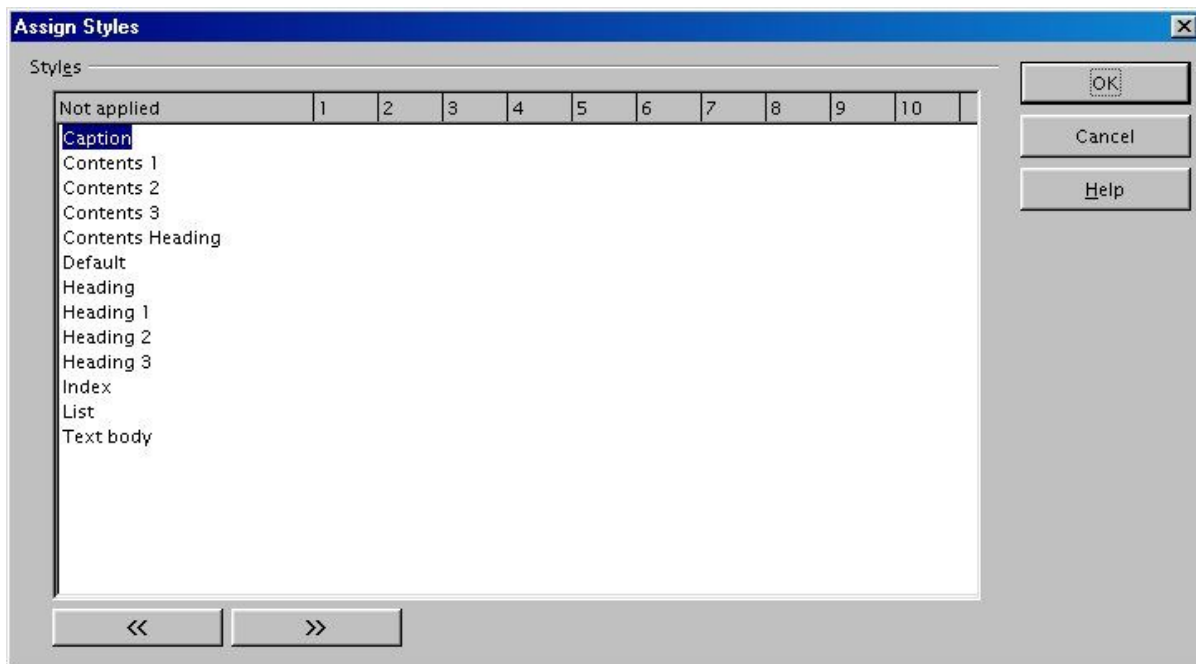 Assign Styles
Styles
OK
Cancel
Help
Not applied 1 2 3 4 5 6 7 8 9 10
Caption
Contents 1
Contents 2
Contents 3
Contents Heading
Default
Heading
Heading 1
Heading 2
Heading 3
Index
List
Text body
<< >>